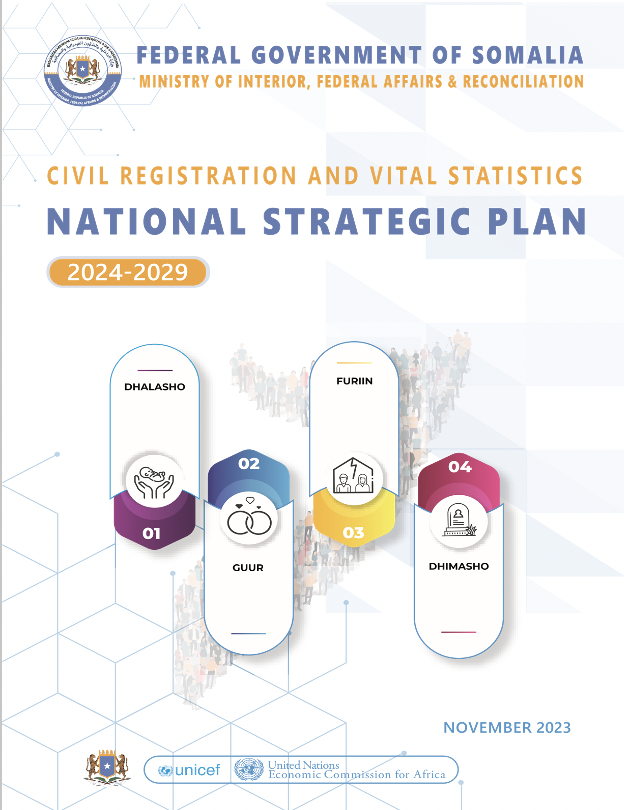 FEDERAL GOVERNMENT OF SOMALIA
MINISTRY OF INTERIOR, FEDERAL AFFAIRS & RECONCILIATION
CIVIL REGISTRATION AND VITAL STATISTICS
NATIONAL STRATEGIC PLAN
2024-2029
DHALASHO
01
02
GUUR
FURIIN
03
04
DHIMASHO
NOVEMBER 2023
unicef
United Nations
Economic Commission for Africa